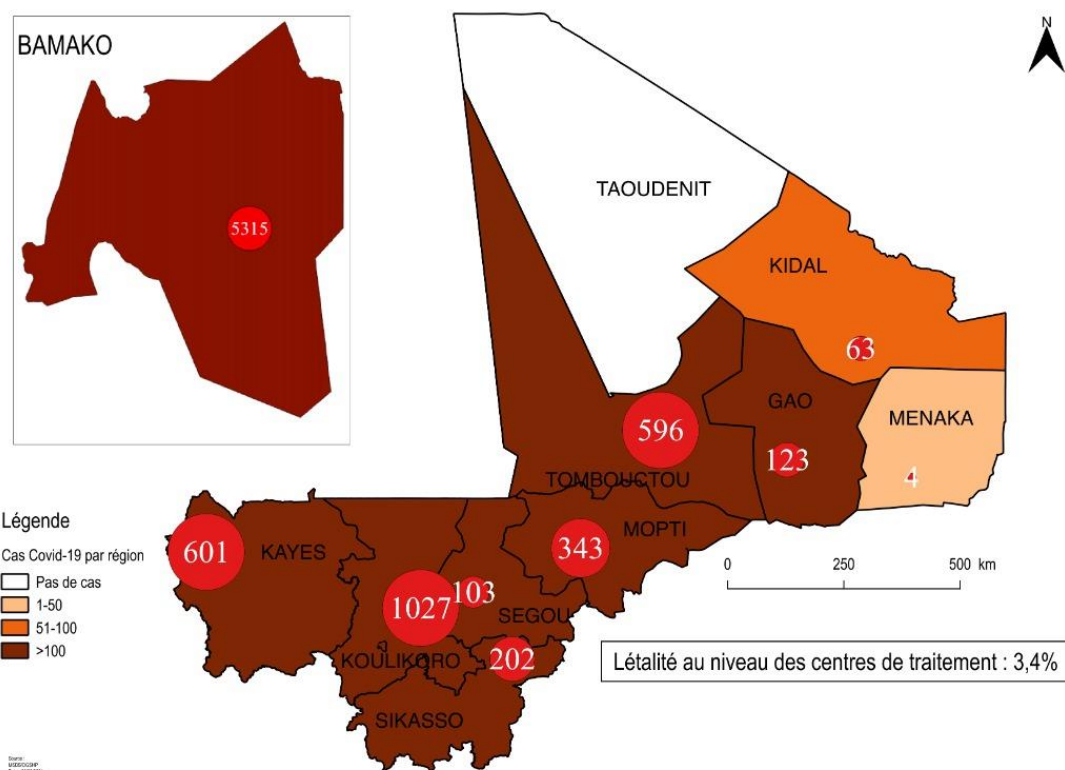 BAMAKO
5315
N
TAOUDENIT
KIDAL
63
GAO
123
MENAKA
4
596
TOMBOUCTOU
MOPTI
343
KAYES
601
1027
103
SEGOU
KOULIKORO
202
SIKASSO
0 250 500 km
Létalité au niveau des centres de traitement : 3,4%
Légende
Cas Covid-19 par région
Pas de cas
1-50
51-100
>100